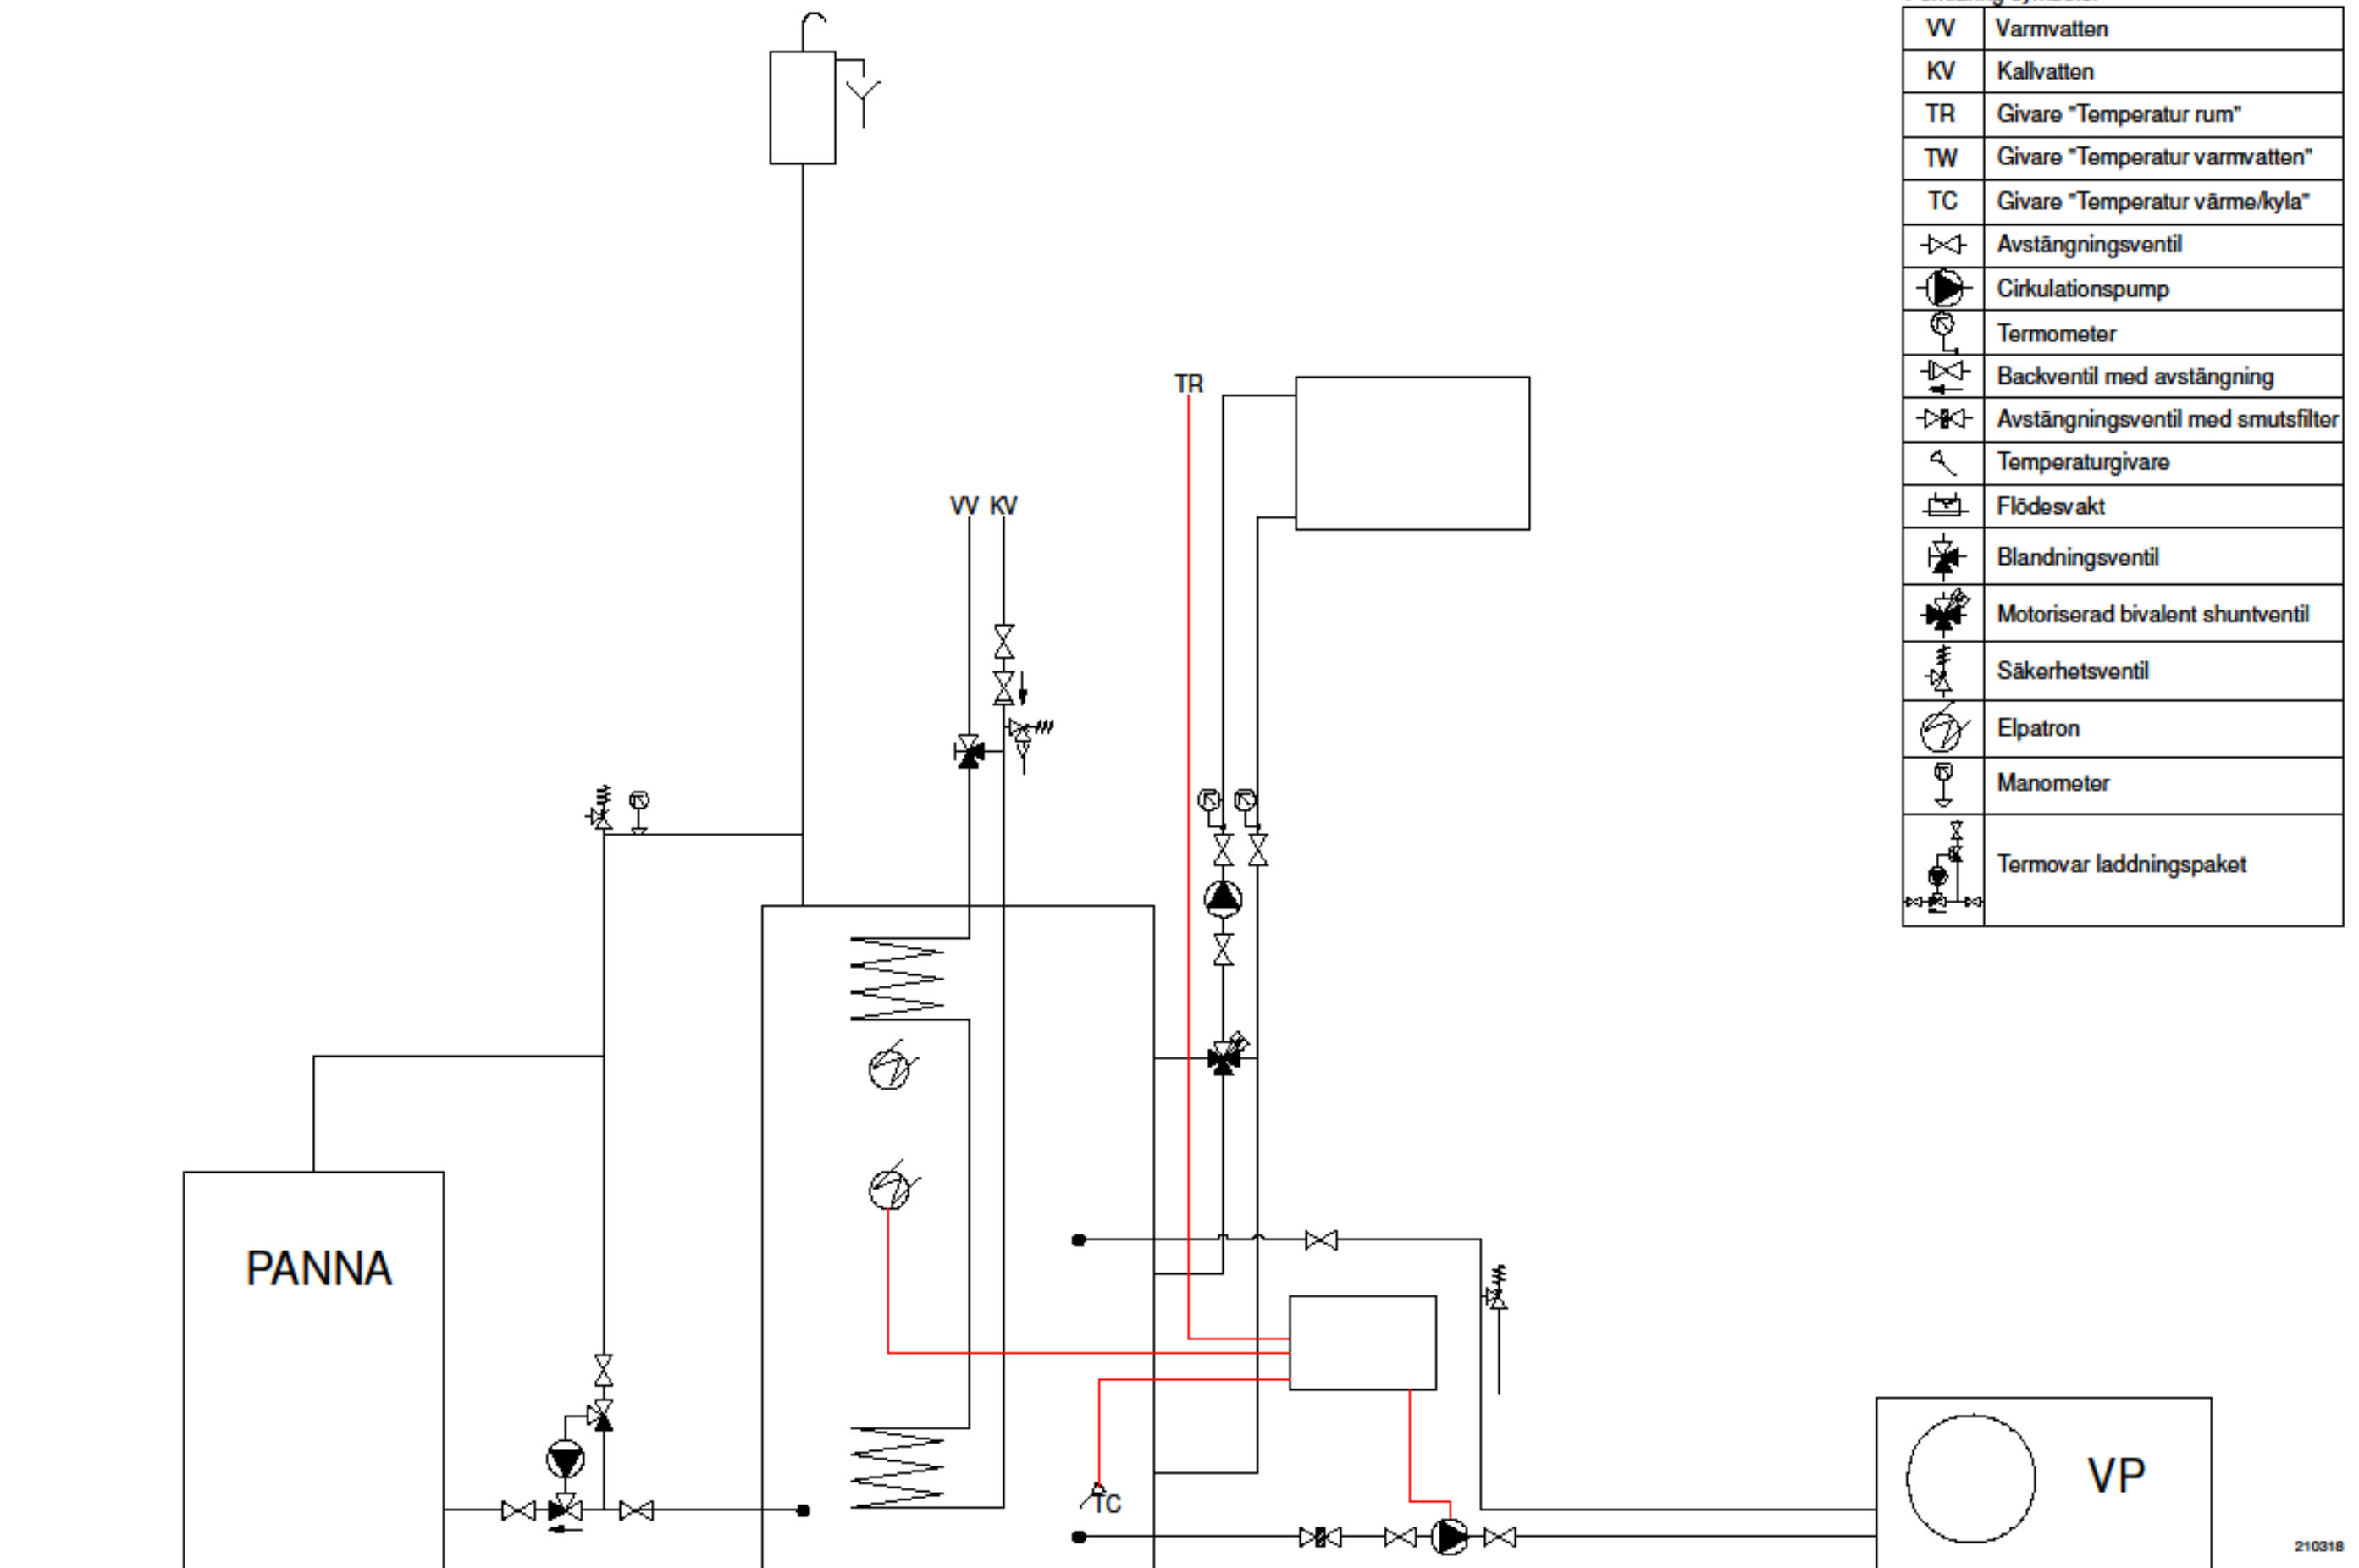 VV Varmvatten
KV Kallvatten
TR Givare "Temperatur rum"
TW Givare "Temperatur varmvatten"
TC Givare "Temperatur värme/kyla"
Avstängningsventil
Cirkulationspump
Termometer
Backventil med avstängning
Avstängningsventil med smutsfilter
Temperaturgivare
Flödesvakt
Blandningsventil
Motoriserad bivalent shuntventil
Säkerhetsventil
Elpatron
Manometer
Termovar laddningspaket
TR
VV KV
PANNA
TC
VP
210318